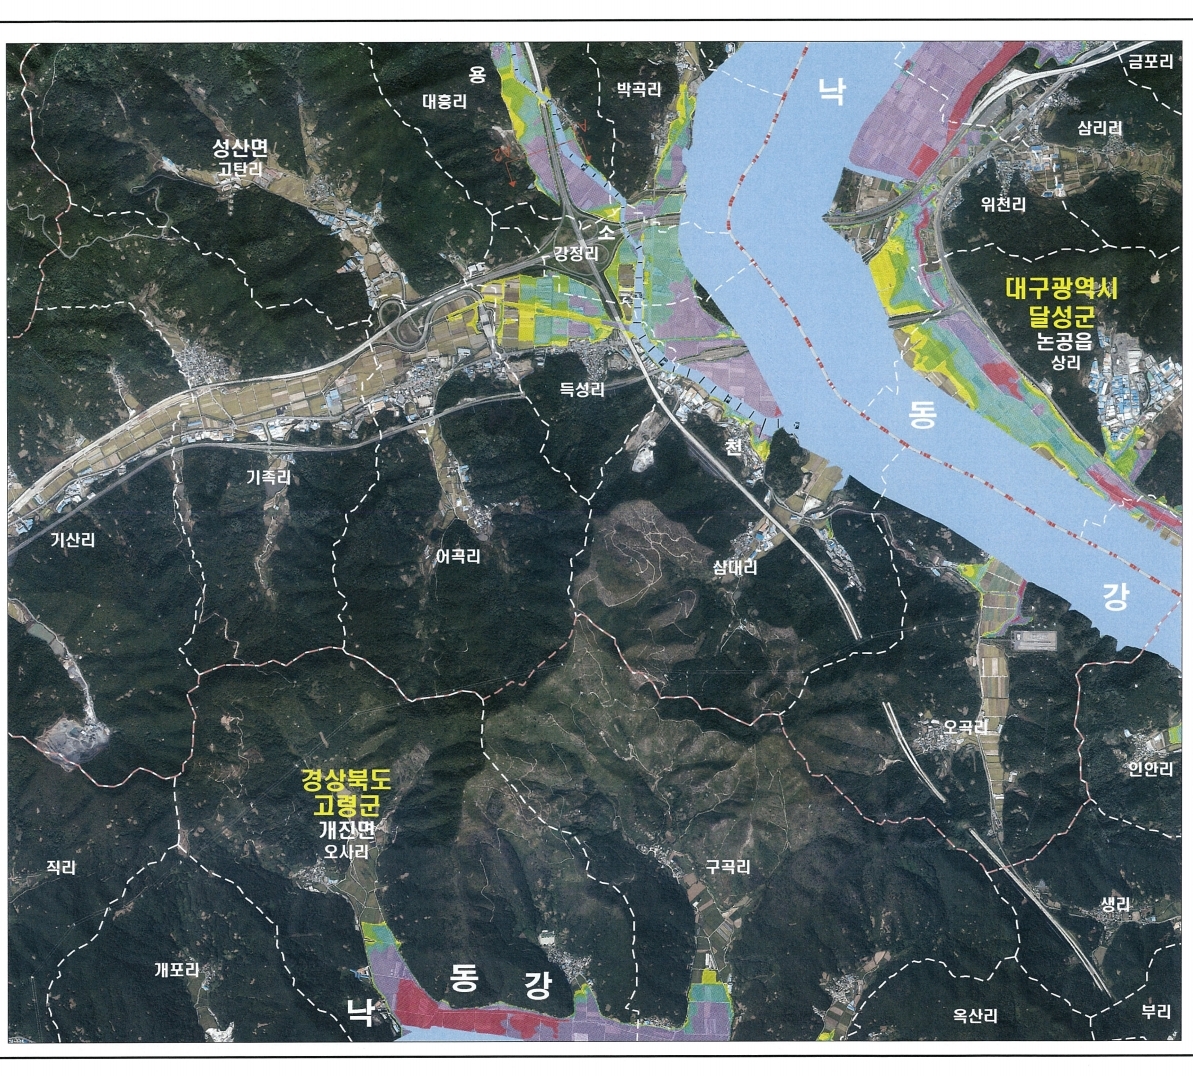 금포리
용
대흥리
박곡리
낙
삼리리
성산면
고탄리
위천리
소
강정리
대구광역시
달성군
논공읍
상리
득성리
동
천
기족리
기산리
어곡리
삼대리
강
오곡리
인안리
경상북도
고령군
개진면
오사리
직리
구곡리
생리
개포리
동
강
낙
옥산리
부리